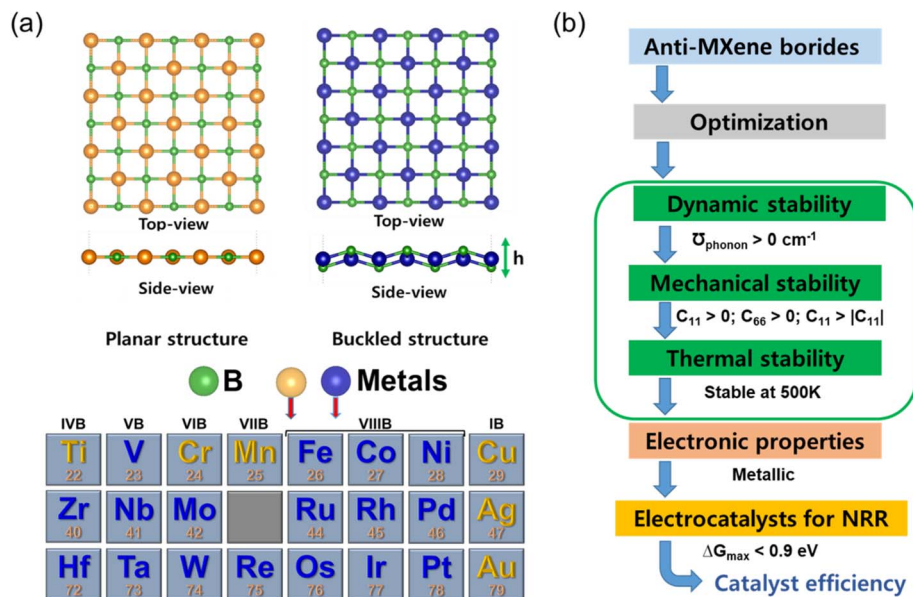 (a)
Top-view
Top-view
h
Side-view
Side-view
Planar structure
Buckled structure
B
Metals
IVB VB VIB VIIB VIIIB IB
Ti V Cr Mn Fe Co Ni Cu
22 23 24 25 26 27 28 29
Zr Nb Mo Ru Rh Pd Ag
40 41 42 44 45 46 47
Hf Ta W Re Os Ir Pt Au
72 73 74 75 76 77 78 79
(b)
Anti-MXene borides
Optimization
Dynamic stability
Ʊphonon > 0 cm-1
Mechanical stability
C11 > 0; C66 > 0; C11 > |C11|
Thermal stability
Stable at 500K
Electronic properties
Metallic
Electrocatalysts for NRR
ΔGmax < 0.9 eV
Catalyst efficiency